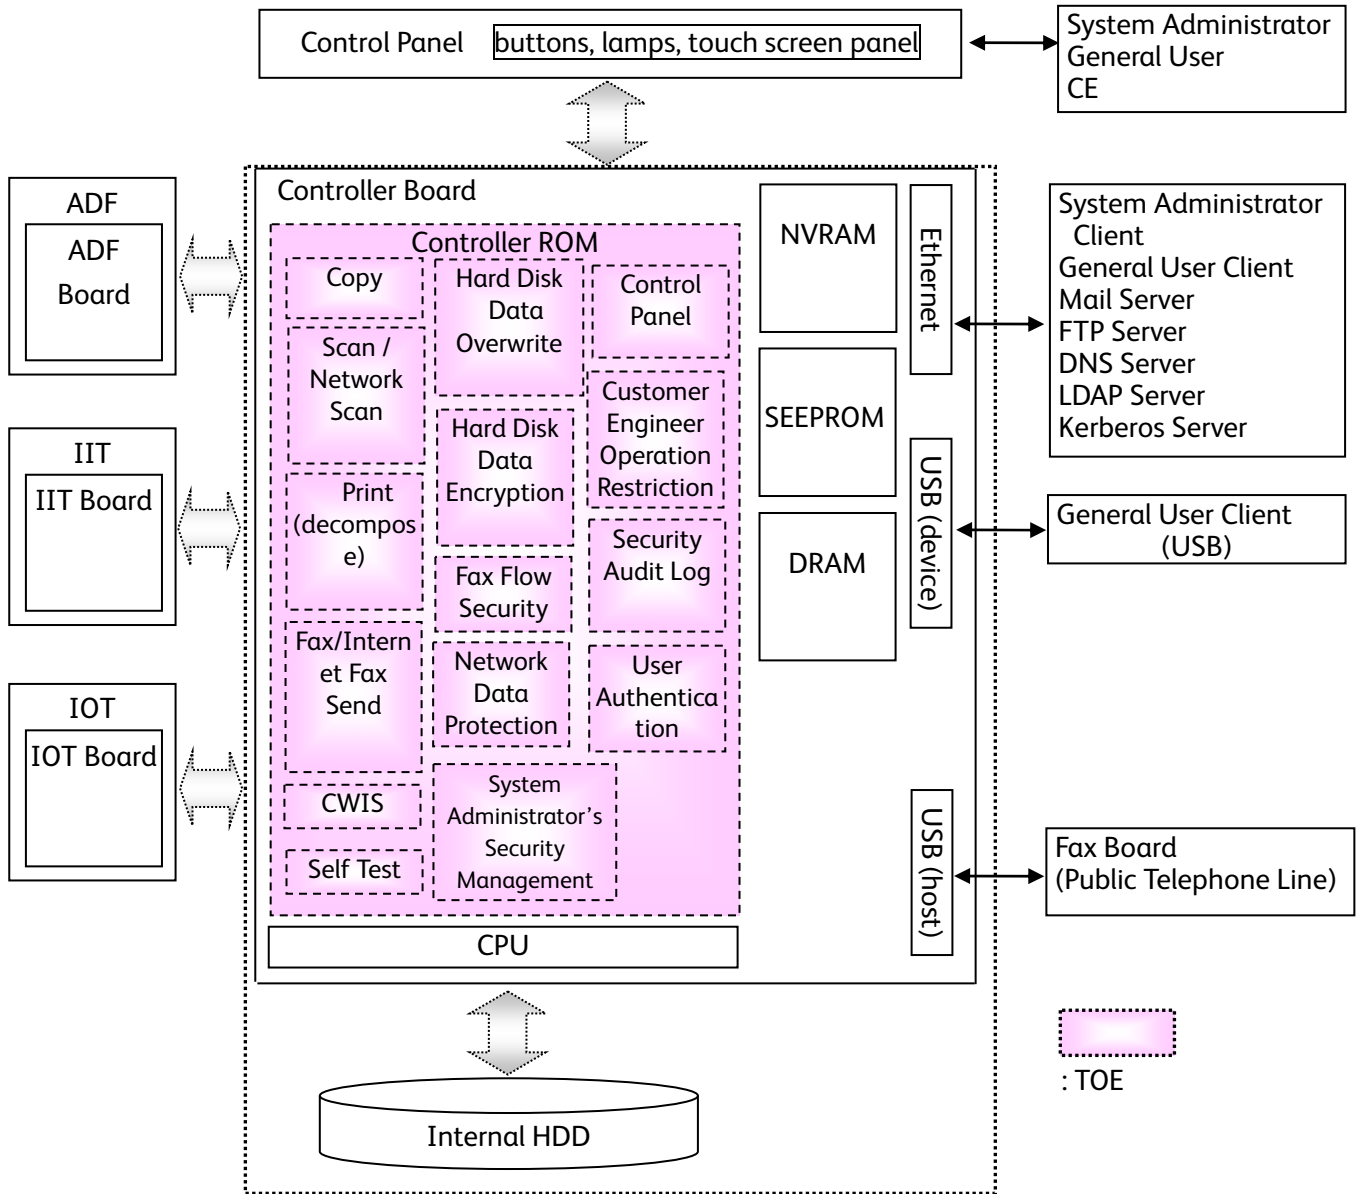 Control Panel
buttons, lamps, touch screen panel
System Administrator
General User
CE
ADF
ADF
Board
IIT
IIT Board
IOT
IOT Board
Controller Board
Controller ROM
Copy
Scan /
Network
Scan
Print
(decompos
e)
Fax/Intern
et Fax
Send
CWIS
Self Test
Hard Disk
Data
Overwrite
Hard Disk
Data
Encryption
Fax Flow
Security
Network
Data
Protection
System
Administrator’s
Security
Management
Control
Panel
Customer
Engineer
Operation
Restriction
Security
Audit Log
User
Authentica
tion
CPU
NVRAM
SEEPROM
DRAM
Ethernet
USB (device)
USB (host)
System Administrator
Client
General User Client
Mail Server
FTP Server
DNS Server
LDAP Server
Kerberos Server
General User Client
(USB)
Fax Board
(Public Telephone Line)
Internal HDD
: TOE